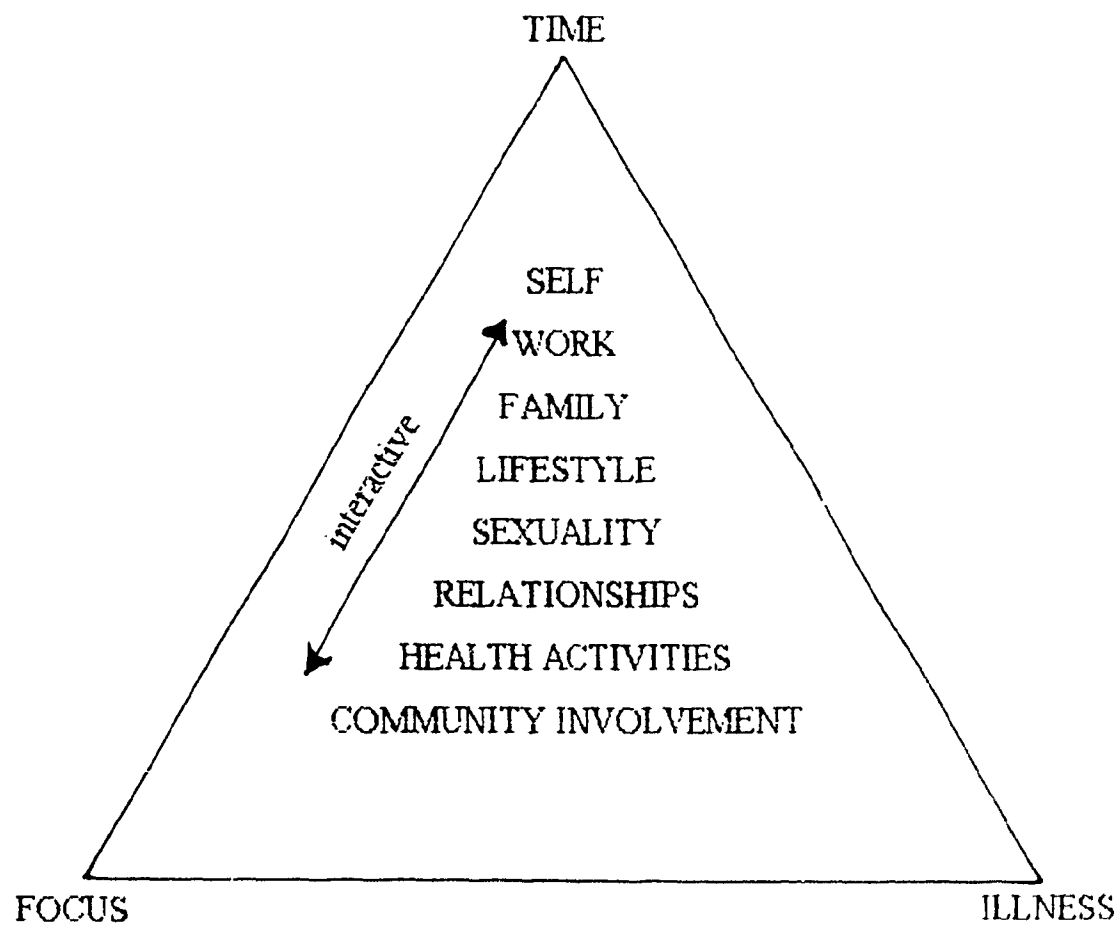 TIME
SELF
WORK
FAMILY
interactive
LIFESTYLE
SEXUALITY
RELATIONSHIPS
HEALTH ACTIVITIES
COMMUNITY INVOLVEMENT
FOCUS
ILLNESS